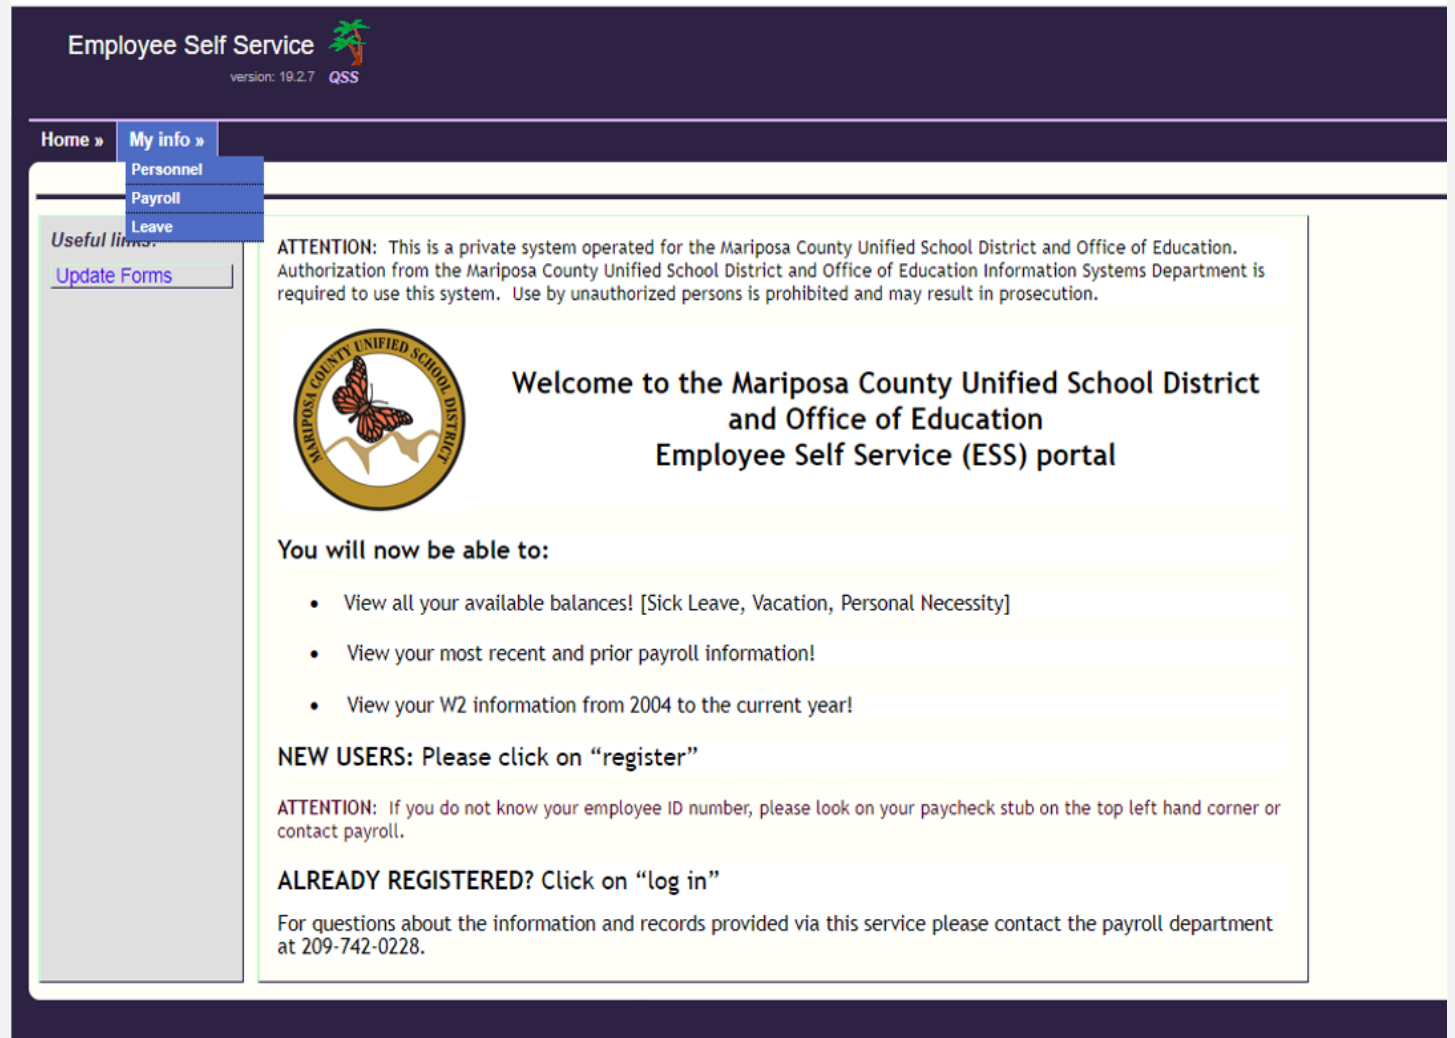 Employee Self Service
version: 19.2.7 QSS
Home » My info »
Personnel
Payroll
Leave
Useful links:
Update Forms
ATTENTION: This is a private system operated for the Mariposa County Unified School District and Office of Education.
Authorization from the Mariposa County Unified School District and Office of Education Information Systems Department is
required to use this system. Use by unauthorized persons is prohibited and may result in prosecution.
MARIPOSA COUNTY UNIFIED SCHOOL DISTRICT
Welcome to the Mariposa County Unified School District
and Office of Education
Employee Self Service (ESS) portal
You will now be able to:
• View all your available balances! [Sick Leave, Vacation, Personal Necessity]
• View your most recent and prior payroll information!
• View your W2 information from 2004 to the current year!
NEW USERS: Please click on “register”
ATTENTION: If you do not know your employee ID number, please look on your paycheck stub on the top left hand corner or
contact payroll.
ALREADY REGISTERED? Click on “log in”
For questions about the information and records provided via this service please contact the payroll department
at 209-742-0228.